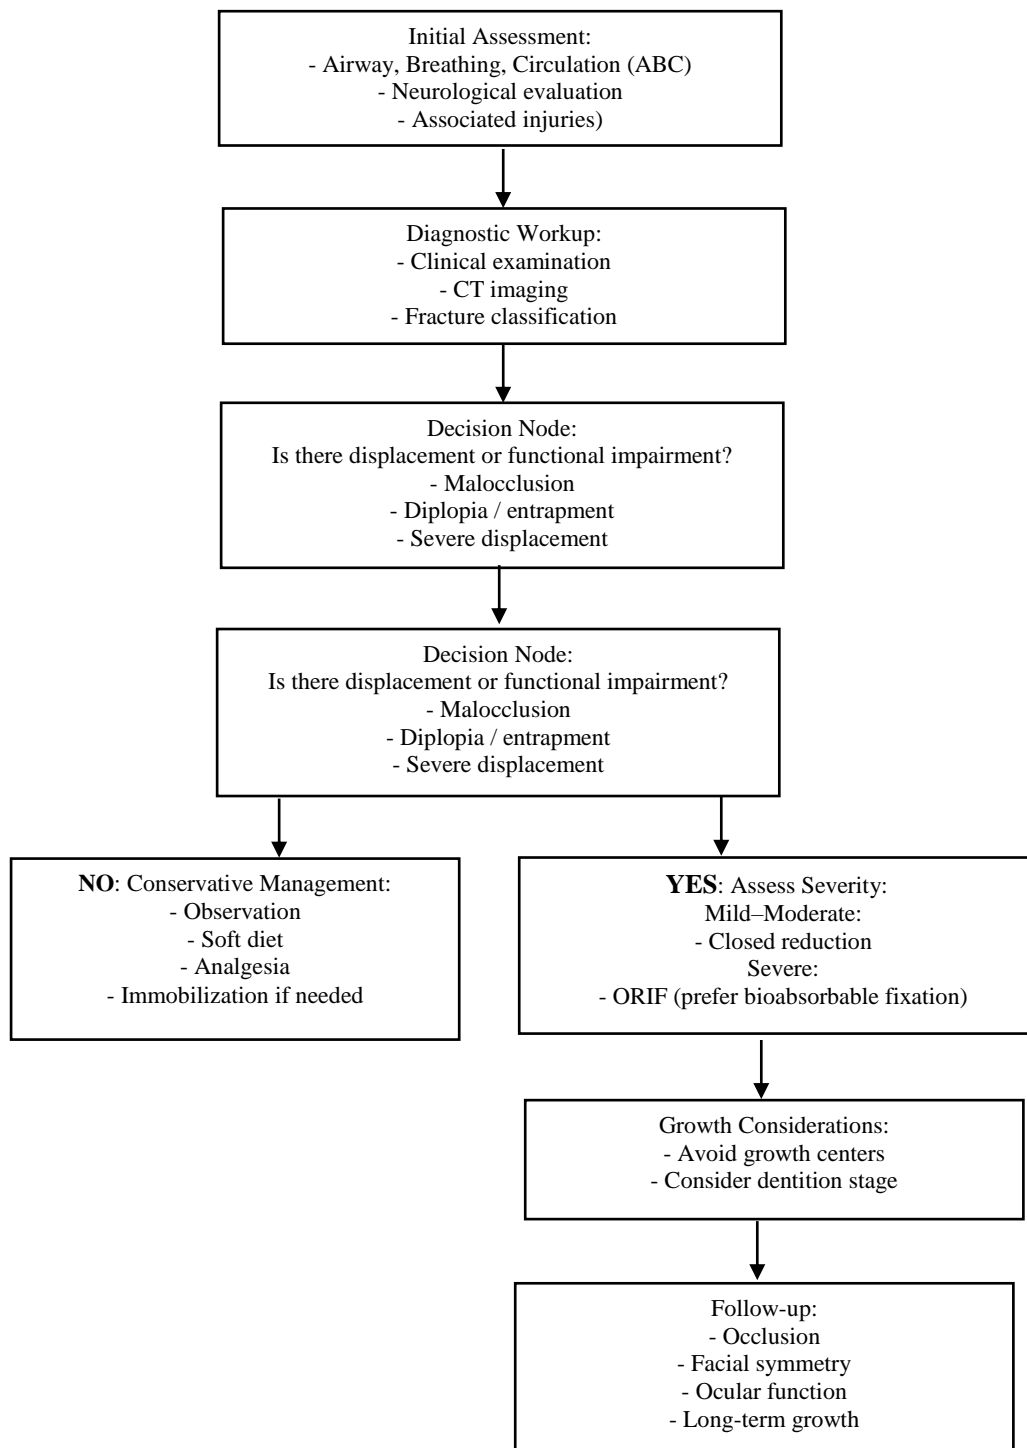 Initial Assessment:
- Airway, Breathing, Circulation (ABC)
- Neurological evaluation
- Associated injuries)
Diagnostic Workup:
- Clinical examination
- CT imaging
- Fracture classification
Decision Node:
Is there displacement or functional impairment?
- Malocclusion
- Diplopia / entrapment
- Severe displacement
Decision Node:
Is there displacement or functional impairment?
- Malocclusion
- Diplopia / entrapment
- Severe displacement
NO: Conservative Management:
- Observation
- Soft diet
- Analgesia
- Immobilization if needed
YES: Assess Severity:
Mild–Moderate:
- Closed reduction
Severe:
- ORIF (prefer bioabsorbable fixation)
Growth Considerations:
- Avoid growth centers
- Consider dentition stage
Follow-up:
- Occlusion
- Facial symmetry
- Ocular function
- Long-term growth